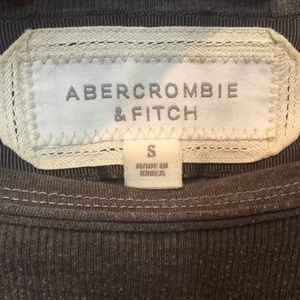 ABERCROMBIE
& FITCH
S
MADE IN
KOREA